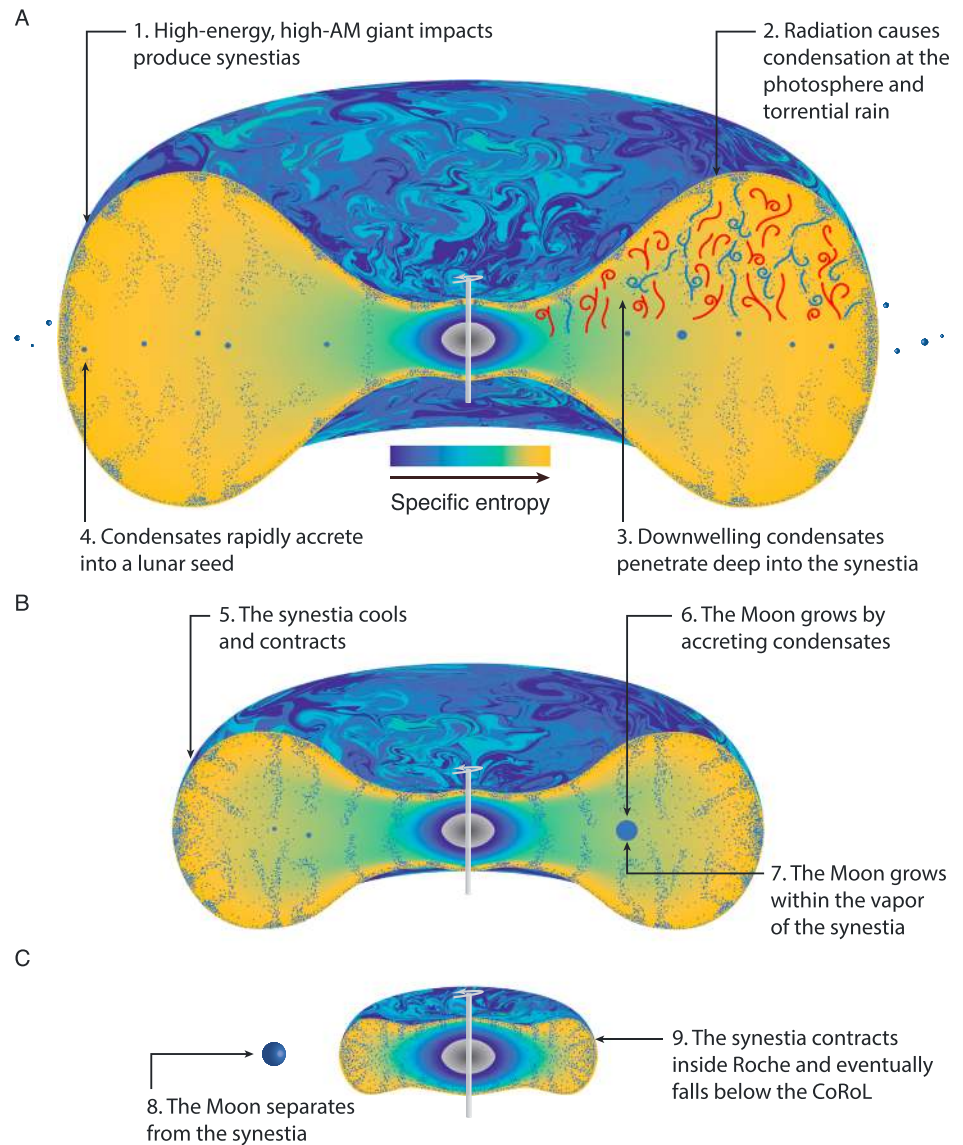 A
1. High-energy, high-AM giant impacts
produce synestias
2. Radiation causes
condensation at the
photosphere and
torrential rain
Specific entropy
4. Condensates rapidly accrete
into a lunar seed
3. Downwelling condensates
penetrate deep into the synestia
B
5. The synestia cools
and contracts
6. The Moon grows by
accreting condensates
7. The Moon grows
within the vapor
of the synestia
C
8. The Moon separates
from the synestia
9. The synestia contracts
inside Roche and eventually
falls below the CoRoL